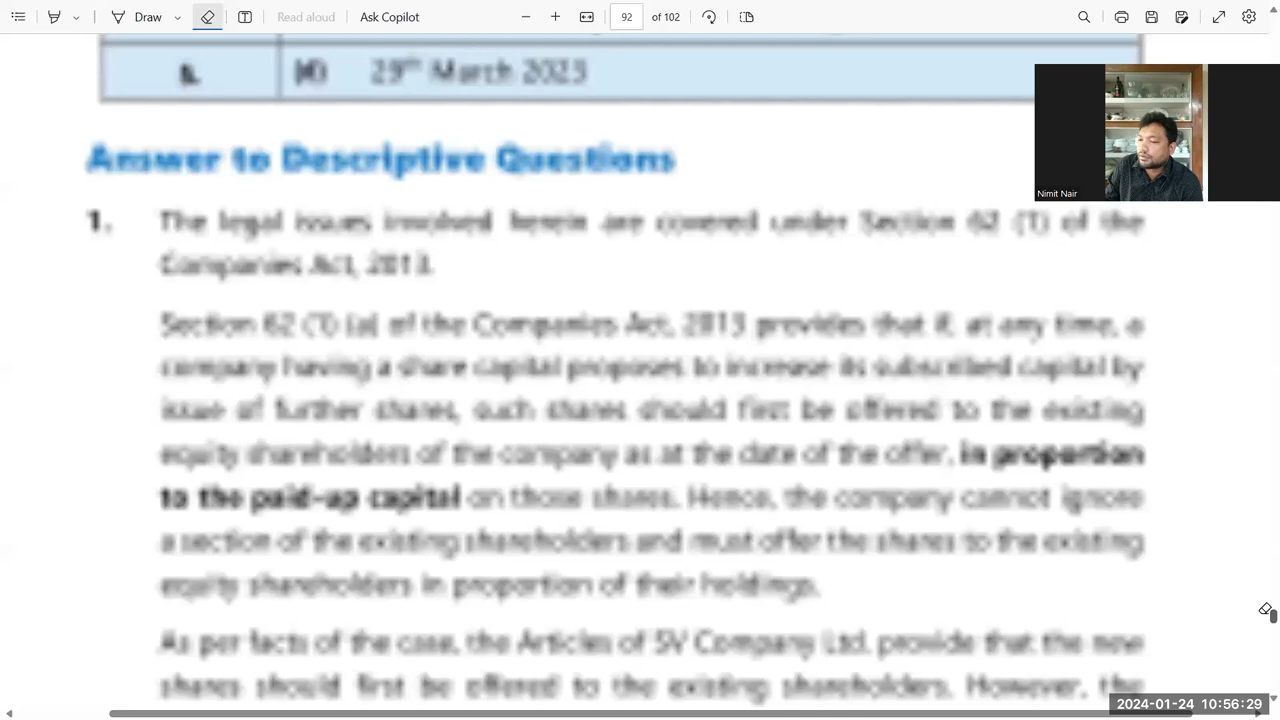 Draw
Read aloud
Ask Copilot
92 of 102
(d) 29th March 2023
Nimit Nair
Answer to Descriptive Questions
1. The legal issues involved herein are covered under Section 62 (1) of the
Companies Act, 2013.
Section 62 (1) (a) of the Companies Act, 2013 provides that if, at any time, a
company having a share capital proposes to increase its subscribed capital by
issue of further shares, such shares should first be offered to the existing
equity shareholders of the company as at the date of the offer, in proportion
to the paid-up capital on those shares. Hence, the company cannot ignore
a section of the existing shareholders and must offer the shares to the existing
equity shareholders in proportion of their holdings.
As per facts of the case, the Articles of SV Company Ltd. provide that the new
shares should first be offered to the existing shareholders. However, the
2024-01-24 10:56:29